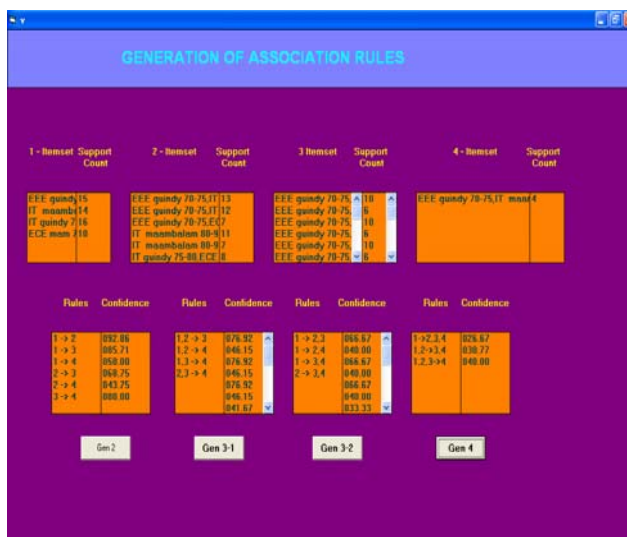 v
GENERATION OF ASSOCIATION RULES
1 - Itemset Support Count
2 - Itemset Support Count
3 Itemset Support Count
4 - Itemset Support Count
EEE guindy 15
IT maamb 14
IT guindy 7 16
ECE mam 7 10
EEE guindy 70-75,IT 13
EEE guindy 70-75,IT 12
EEE guindy 70-75,EC 7
IT maambalam 80-9 11
IT maambalam 80-9 7
IT guindy 75-80,ECE 8
EEE guindy 70-75, 10
EEE guindy 70-75, 6
EEE guindy 70-75, 10
EEE guindy 70-75, 6
EEE guindy 70-75, 10
EEE guindy 70-75, 6
EEE guindy 70-75,IT maam 4
Rules Confidence
Rules Confidence
Rules Confidence
Rules Confidence
1 -> 2 092.86
1 -> 3 085.71
1 -> 4 050.00
2 -> 3 068.75
2 -> 4 043.75
3 -> 4 080.00
1,2 -> 3 076.92
1,2 -> 4 046.15
1,3 -> 4 076.92
2,3 -> 4 046.15
076.92
046.15
041.67
1 -> 2,3 066.67
1 -> 2,4 040.00
1 -> 3,4 066.67
2 -> 3,4 040.00
066.67
040.00
033.33
1->2,3,4 026.67
1,2->3,4 030.77
1,2,3->4 040.00
Gen 2
Gen 3-1
Gen 3-2
Gen 4